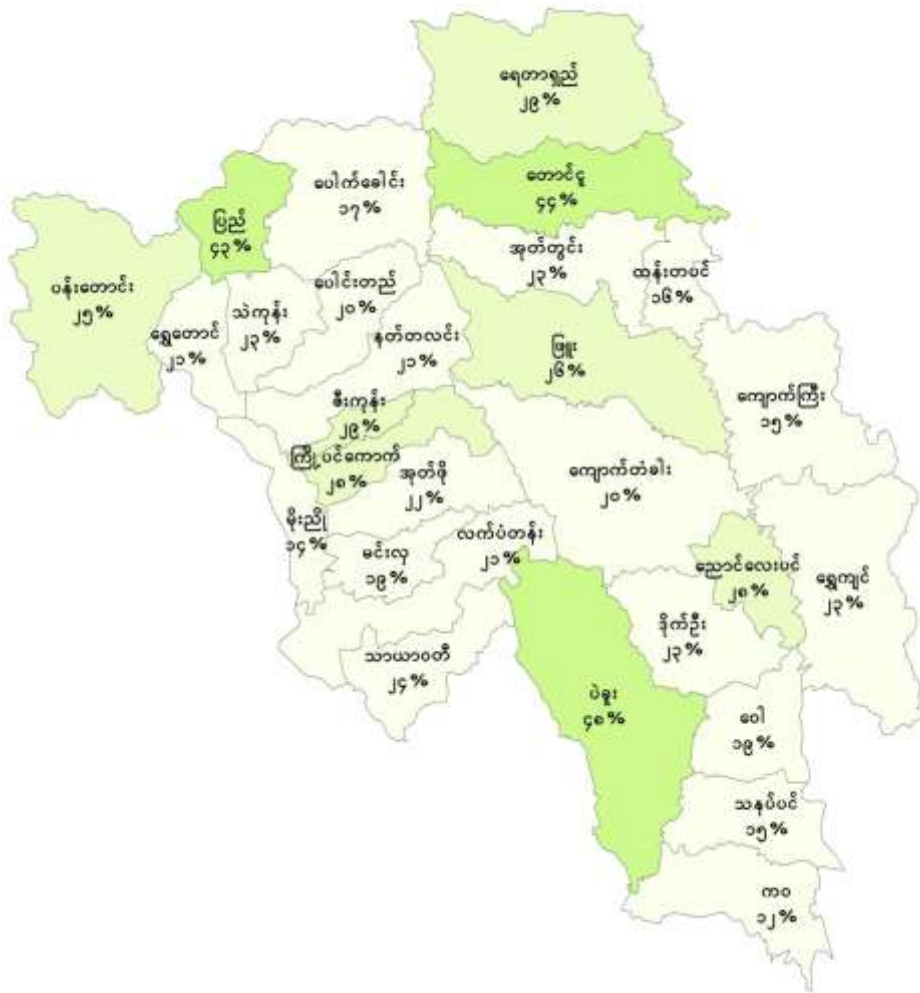 ရေတာရှည်
၂၉%
တောင်ငူ
၄၄%
ပေါက်ခေါင်း
၁၇%
ပြည်
၄၃%
အုတ်တွင်း
၂၃%
ထန်းတပင်
၁၆%
ပန်းတောင်း
၂၅%
ပေါင်းတည်
၂၀%
သဲကုန်း
၂၃%
ရွှေတောင်
၂၁%
နတ်တလင်း
၂၁%
ဖြူး
၂၆%
ကျောက်ကြီး
၁၅%
ဇီးကုန်း
၂၉%
ကြို့ပင်ကောက်
၂၈%
အုတ်ဖို
၂၂%
ကျောက်တံခါး
၂၀%
မိုးညို
၁၄%
လက်ပံတန်း
၂၁%
မင်းလှ
၁၉%
ညောင်လေးပင်
၂၈%
ရွှေကျင်
၂၃%
ဒိုက်ဦး
၂၃%
သာယာဝတီ
၂၄%
ပဲခူး
၄၈%
ဝေါ
၁၉%
သနပ်ပင်
၁၅%
ကဝ
၁၂%